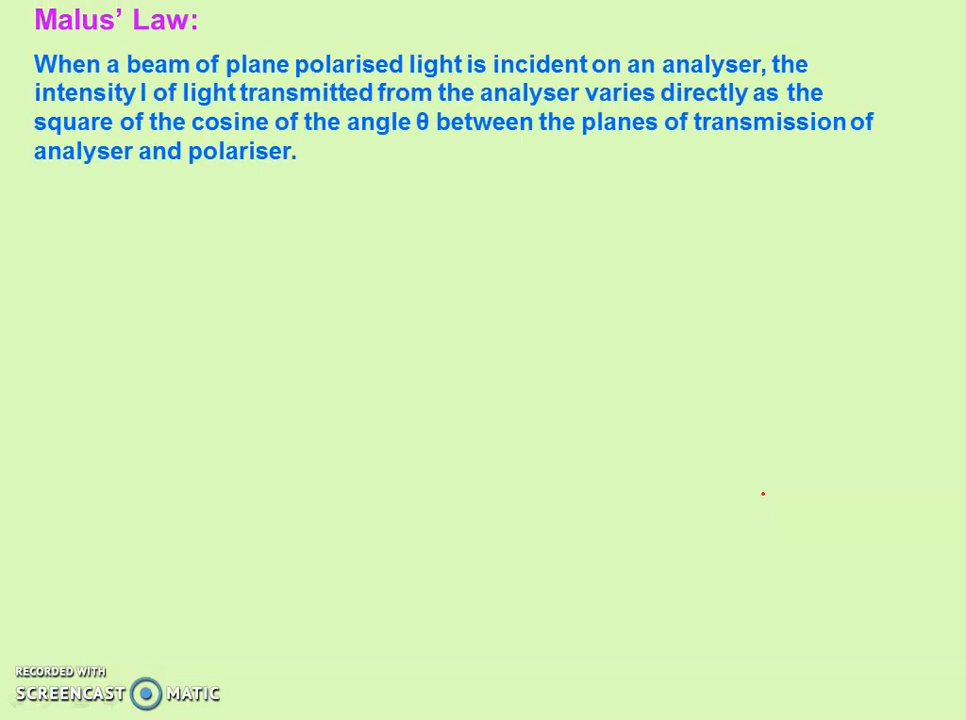 Malus’ Law:
When a beam of plane polarised light is incident on an analyser, the
intensity I of light transmitted from the analyser varies directly as the
square of the cosine of the angle θ between the planes of transmission of
analyser and polariser.
RECORDED WITH
SCREENCAST MATIC